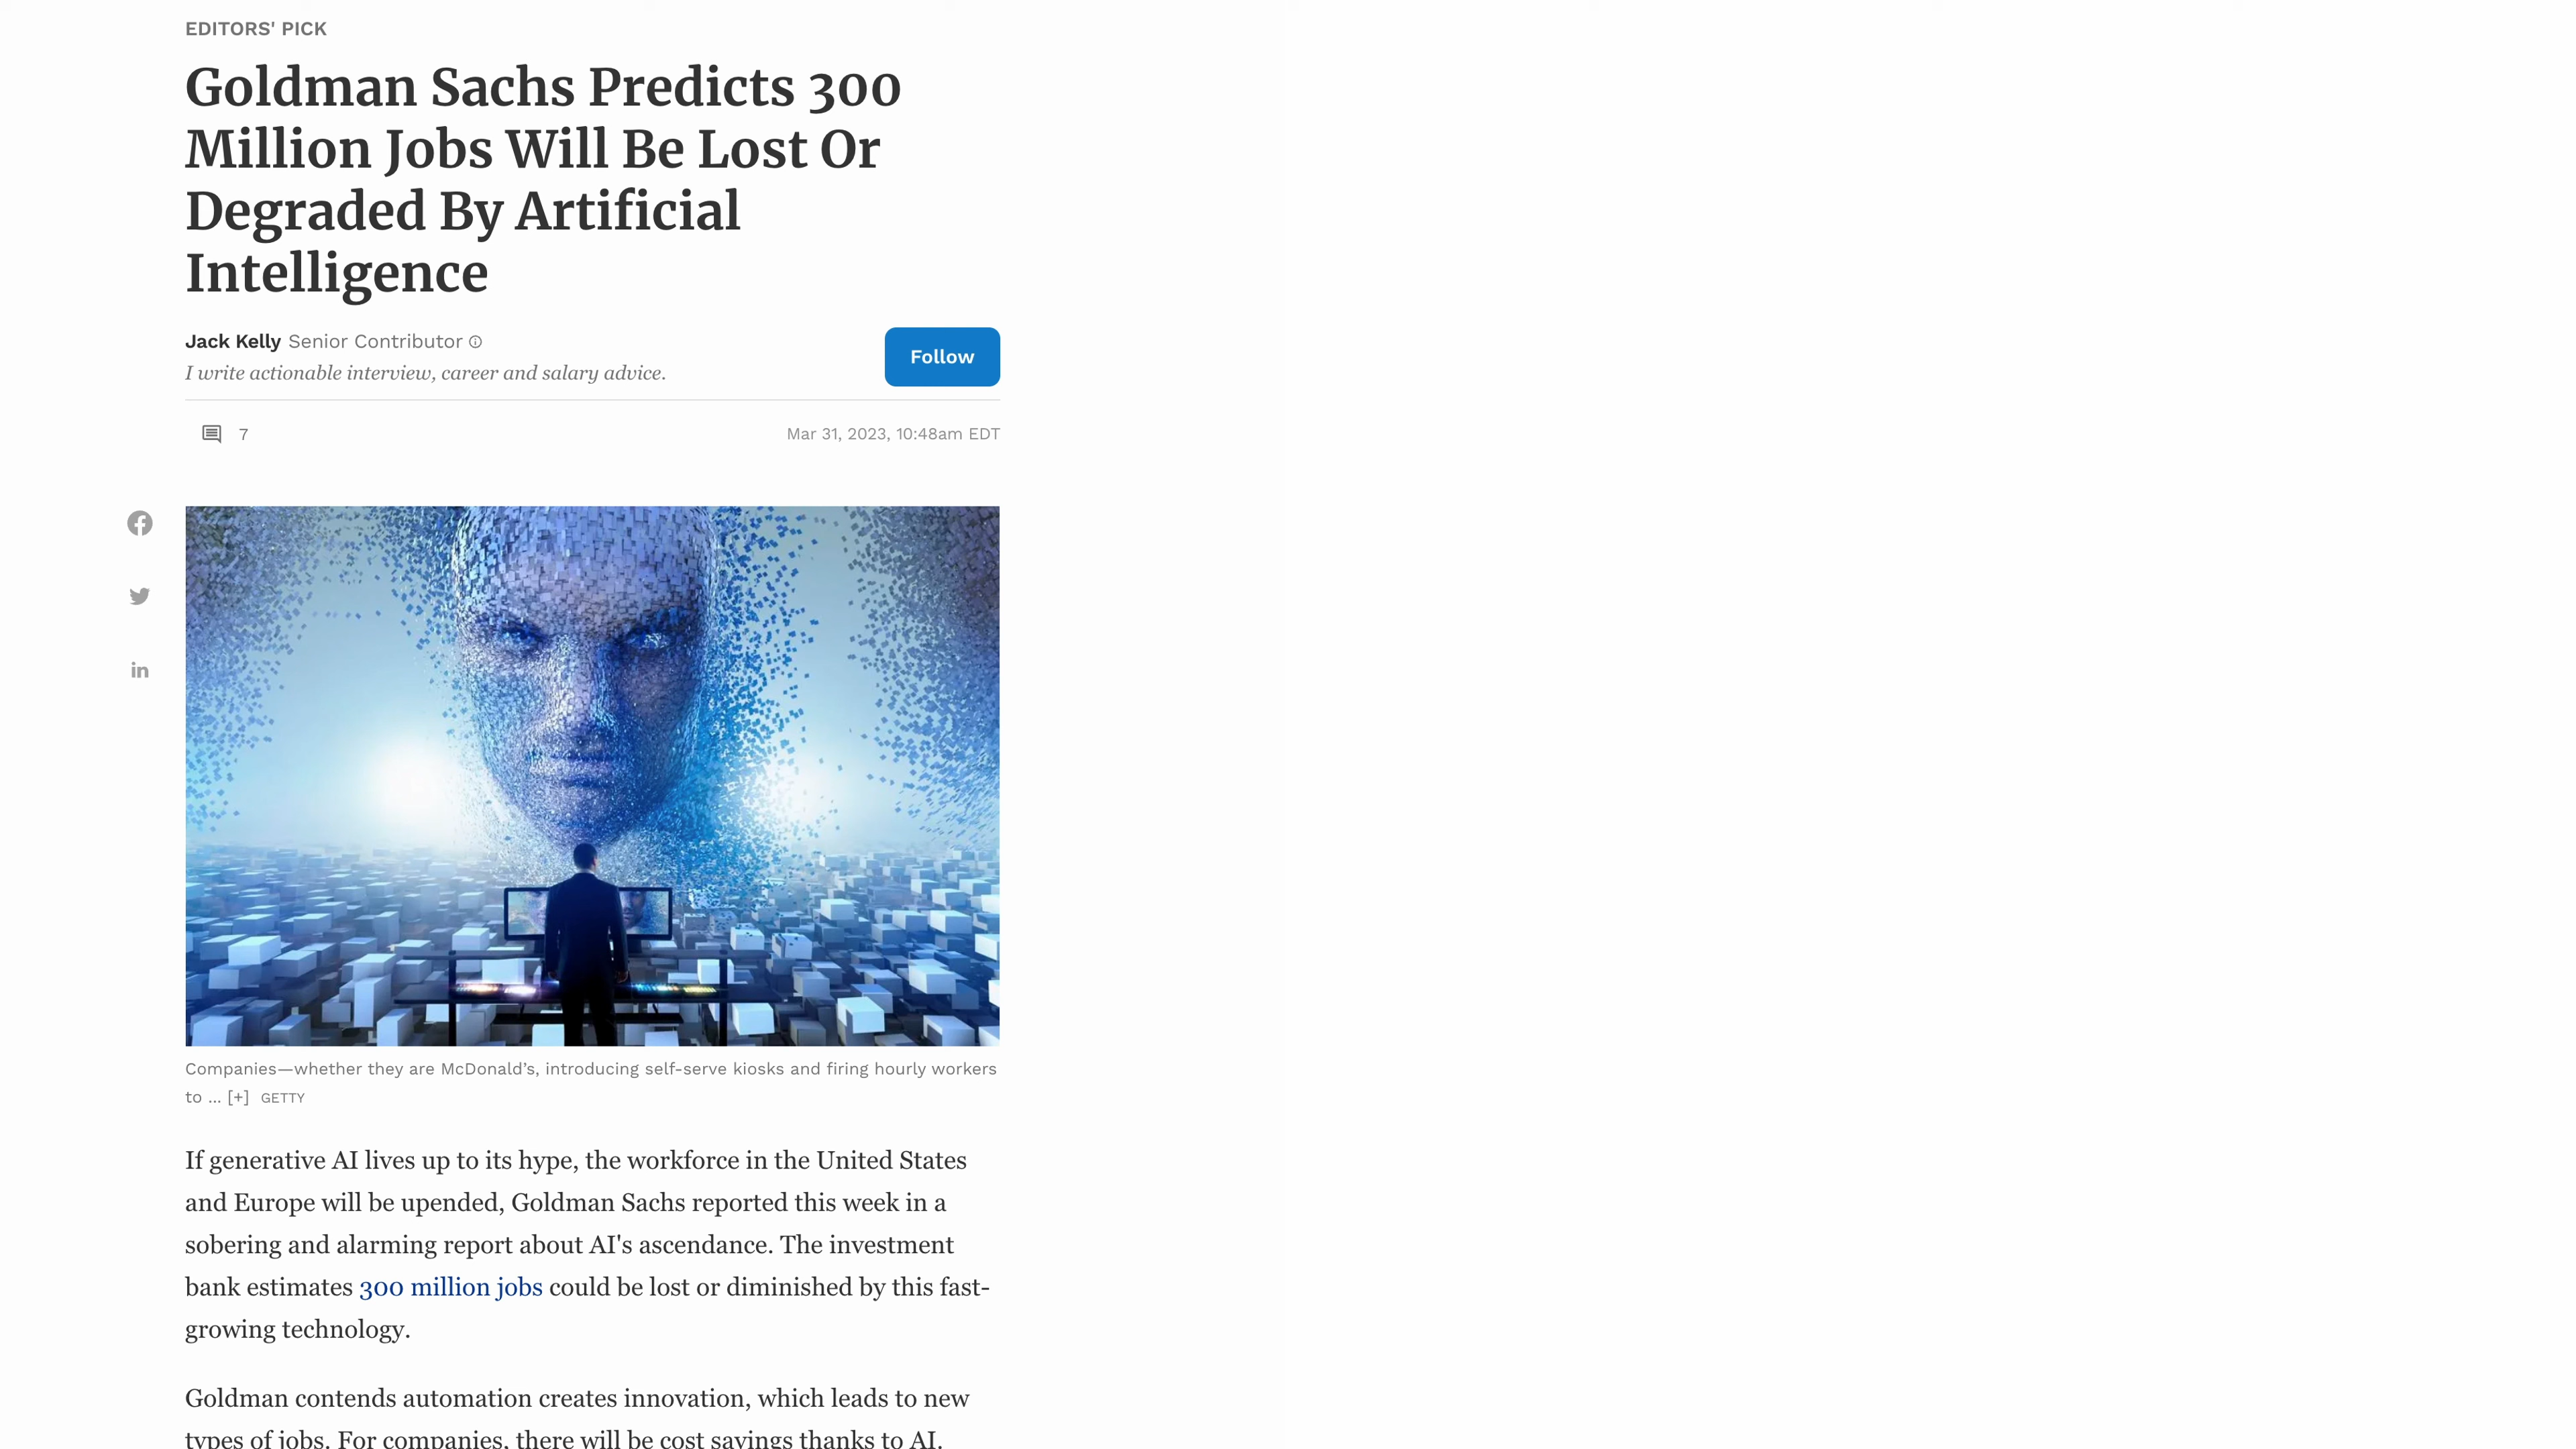 EDITORS' PICK
Goldman Sachs Predicts 300
Million Jobs Will Be Lost Or
Degraded By Artificial
Intelligence
Jack Kelly Senior Contributor
I write actionable interview, career and salary advice.
Follow
7
Mar 31, 2023, 10:48am EDT
in
Companies—whether they are McDonald’s, introducing self-serve kiosks and firing hourly workers
to ... [+] GETTY
If generative AI lives up to its hype, the workforce in the United States
and Europe will be upended, Goldman Sachs reported this week in a
sobering and alarming report about AI's ascendance. The investment
bank estimates 300 million jobs could be lost or diminished by this fast-
growing technology.
Goldman contends automation creates innovation, which leads to new
types of jobs. For companies, there will be cost savings thanks to AI.